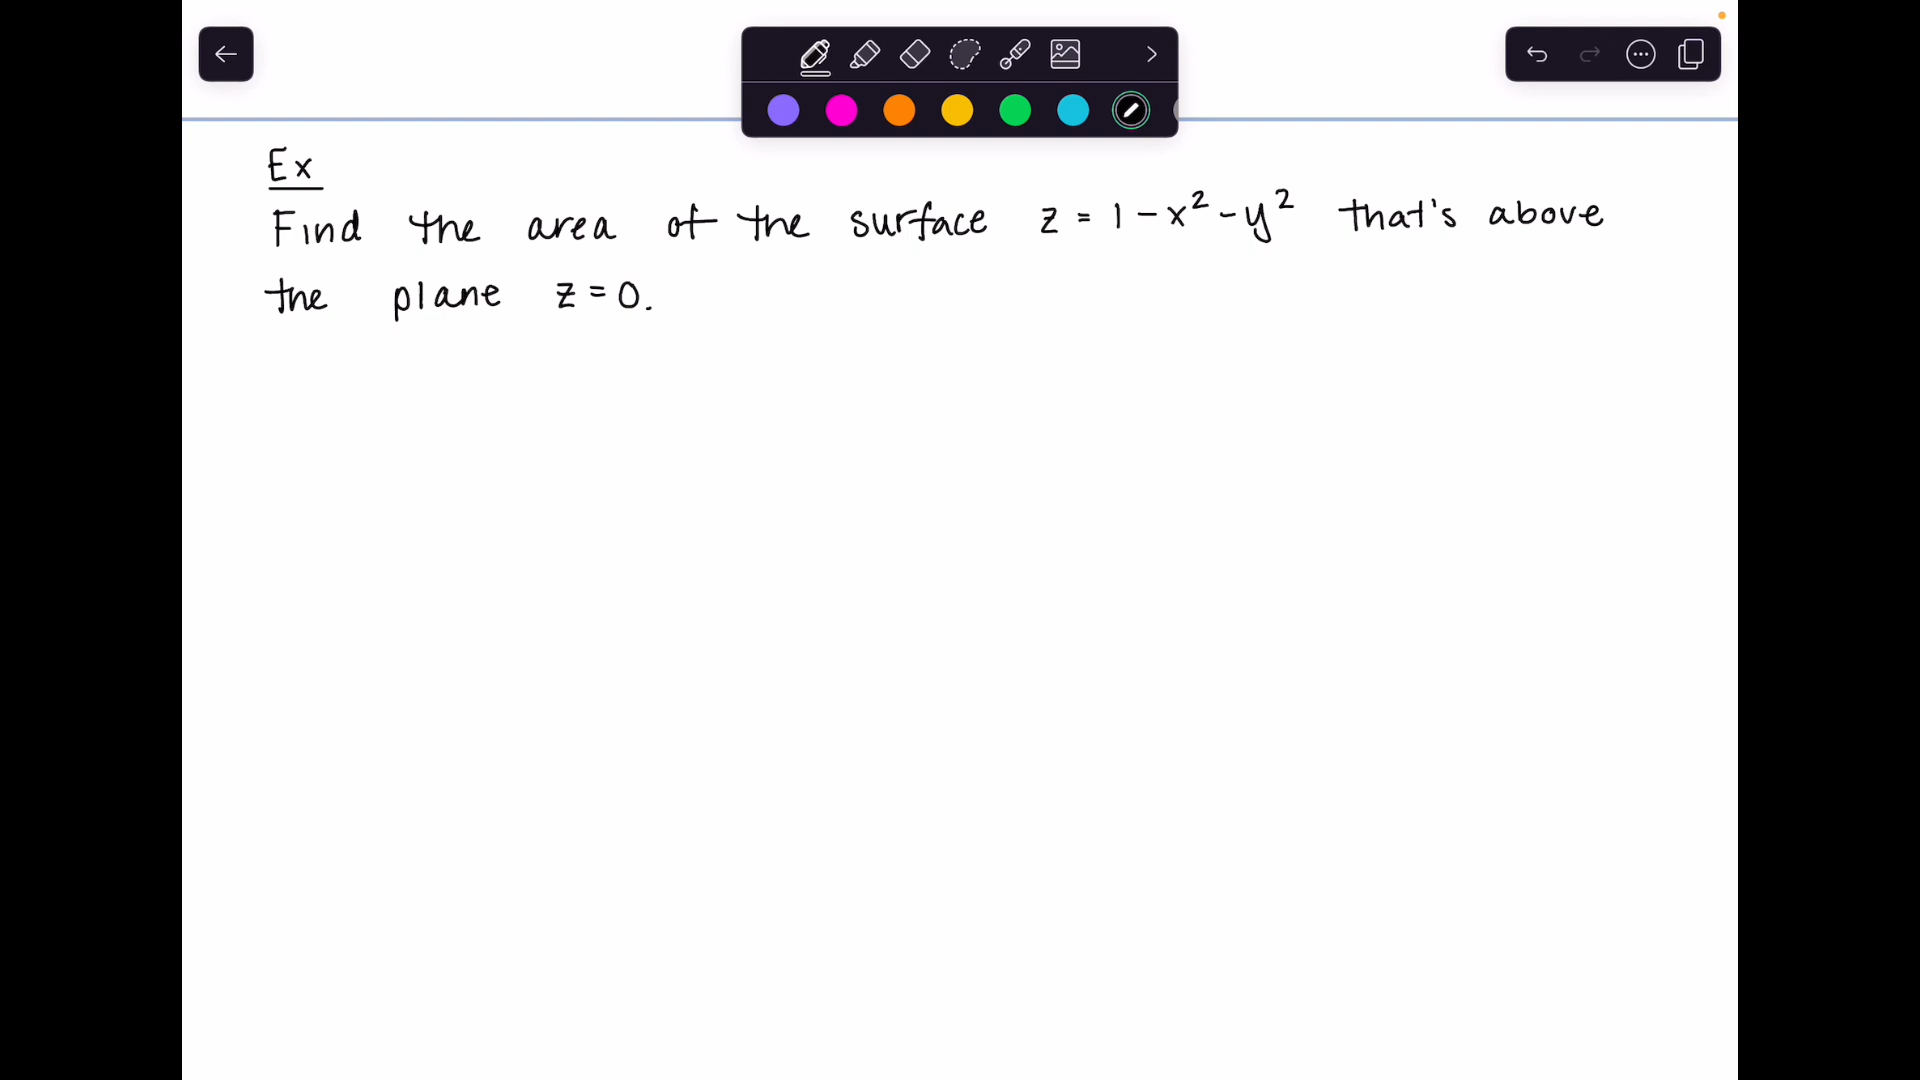 Ex
Find the area of the surface z = 1 - x² - y² that's above
the plane z = 0.